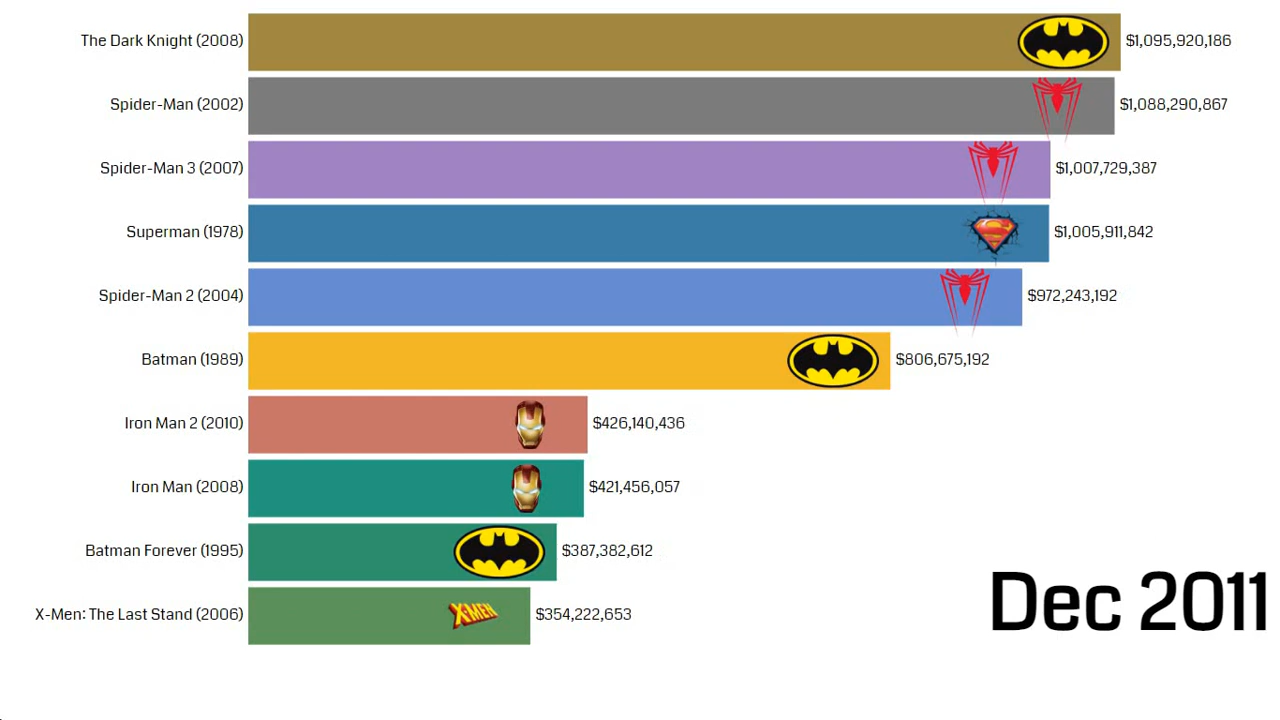 The Dark Knight (2008) $1,095,920,186
Spider-Man (2002) $1,088,290,867
Spider-Man 3 (2007) $1,007,729,387
Superman (1978) $1,005,911,842
Spider-Man 2 (2004) $972,243,192
Batman (1989) $806,675,192
Iron Man 2 (2010) $426,140,436
Iron Man (2008) $421,456,057
Batman Forever (1995) $387,382,612
X-Men: The Last Stand (2006) X-MEN $354,222,653
Dec 2011